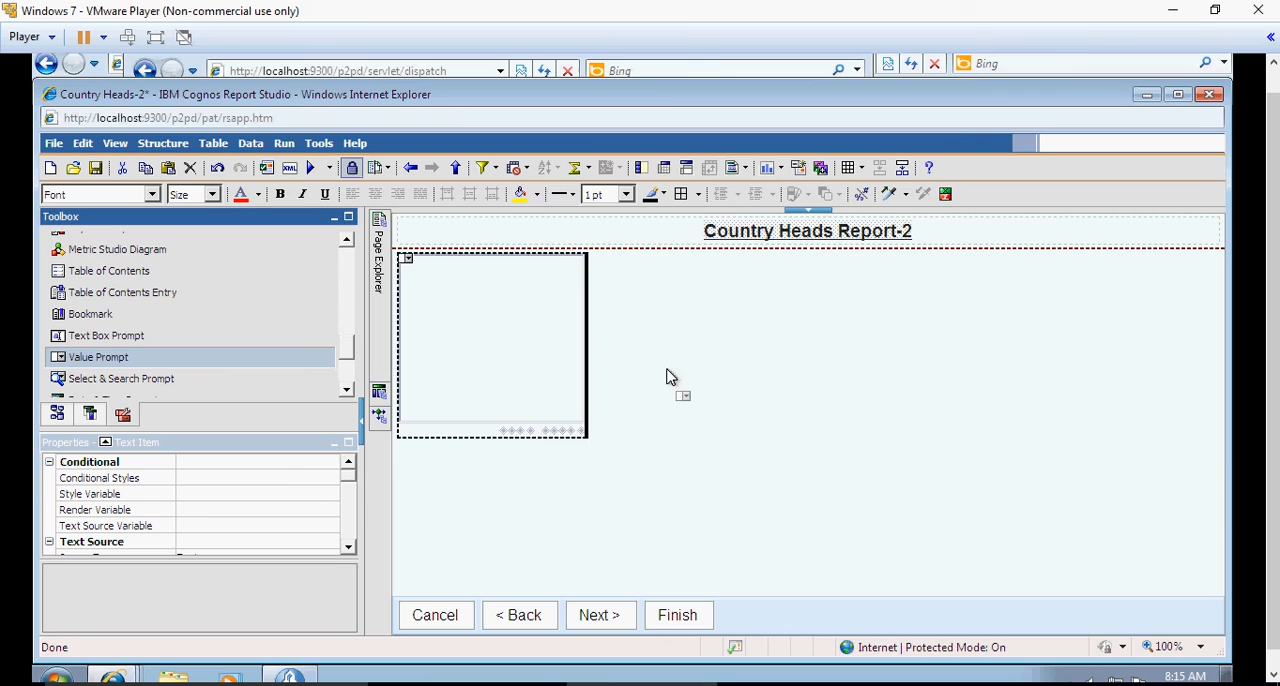 Windows 7 - VMware Player (Non-commercial use only)
Player
http://localhost:9300/p2pd/servlet/dispatch
Bing
Bing
Country Heads-2* - IBM Cognos Report Studio - Windows Internet Explorer
http://localhost:9300/p2pd/pat/rsapp.htm
File Edit View Structure Table Data Run Tools Help
Font Size A B I U 1 pt
Toolbox
Metric Studio Diagram
Table of Contents
Table of Contents Entry
Bookmark
Text Box Prompt
Value Prompt
Select & Search Prompt
Properties - Text Item
Conditional
Conditional Styles
Style Variable
Render Variable
Text Source Variable
Text Source
Page Explorer
Country Heads Report-2
Cancel < Back Next > Finish
Done
Internet | Protected Mode: On
100%
8:15 AM